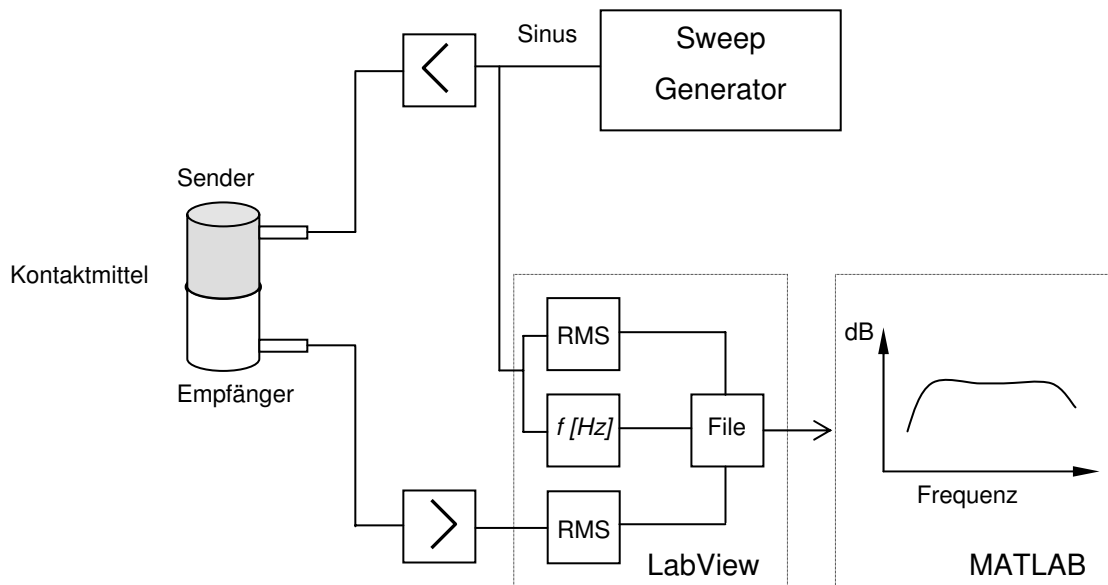 Sinus
Sweep
Generator
Sender
Kontaktmittel
Empfänger
RMS
f [Hz]
RMS
File
LabView
dB
Frequenz
MATLAB